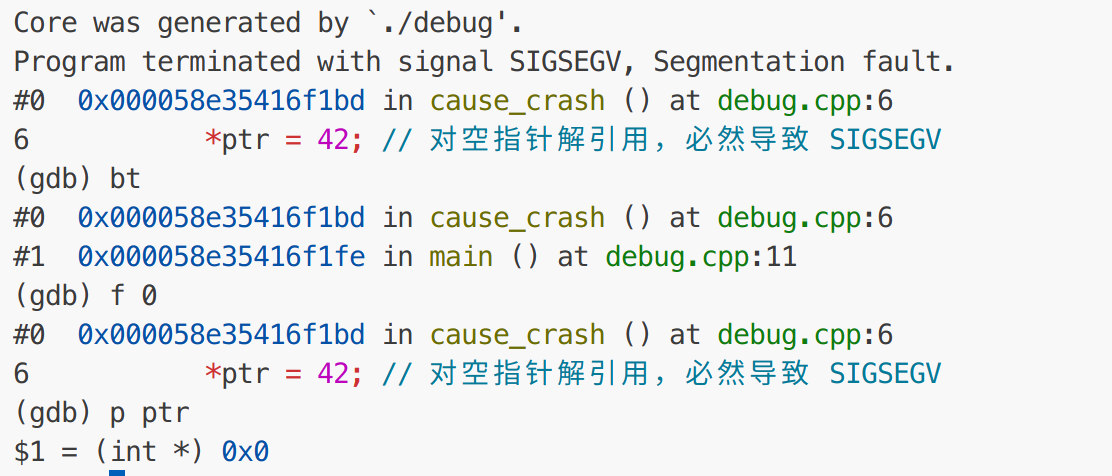 Core was generated by `./debug'.
Program terminated with signal SIGSEGV, Segmentation fault.
#0  0x000058e35416f1bd in cause_crash () at debug.cpp:6
6           *ptr = 42; // 对空指针解引用，必然导致 SIGSEGV
(gdb) bt
#0  0x000058e35416f1bd in cause_crash () at debug.cpp:6
#1  0x000058e35416f1fe in main () at debug.cpp:11
(gdb) f 0
#0  0x000058e35416f1bd in cause_crash () at debug.cpp:6
6           *ptr = 42; // 对空指针解引用，必然导致 SIGSEGV
(gdb) p ptr
$1 = (int *) 0x0